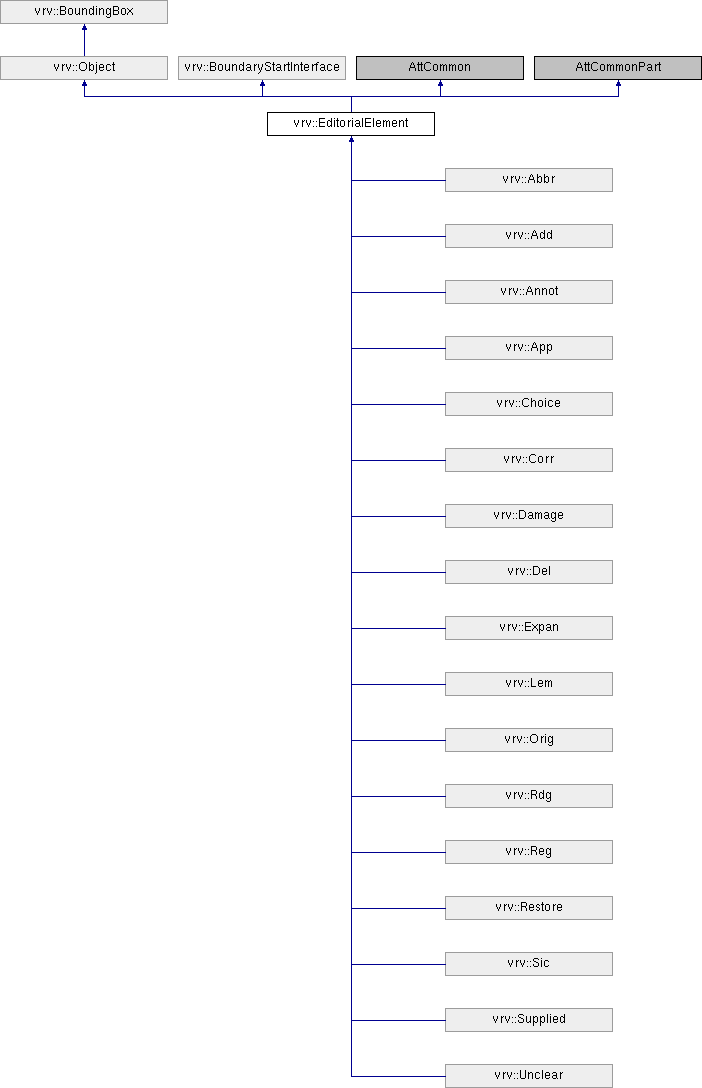 vrv::BoundingBox
vrv::Object
vrv::BoundaryStartInterface
AttCommon
AttCommonPart
vrv::EditorialElement
vrv::Abbr
vrv::Add
vrv::Annot
vrv::App
vrv::Choice
vrv::Corr
vrv::Damage
vrv::Del
vrv::Expan
vrv::Lem
vrv::Orig
vrv::Rdg
vrv::Reg
vrv::Restore
vrv::Sic
vrv::Supplied
vrv::Unclear